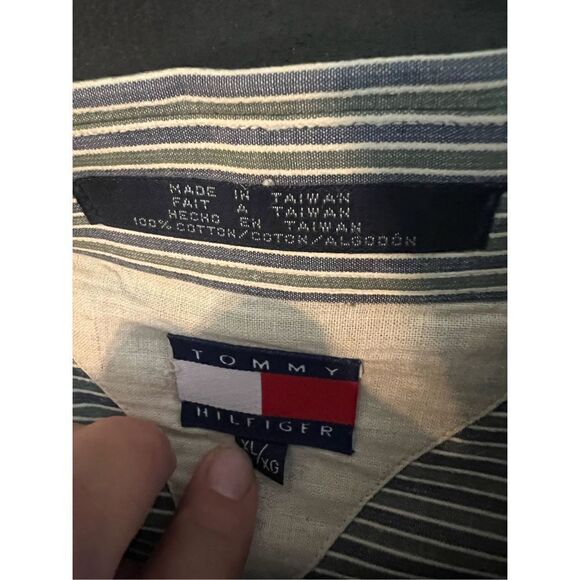 MADE IN TAIWAN
FAIT A TAIWAN
HECHO EN TAIWAN
100% COTTON/COTON/ALGODÓN
TOMMY
HILFIGER
XL/XG